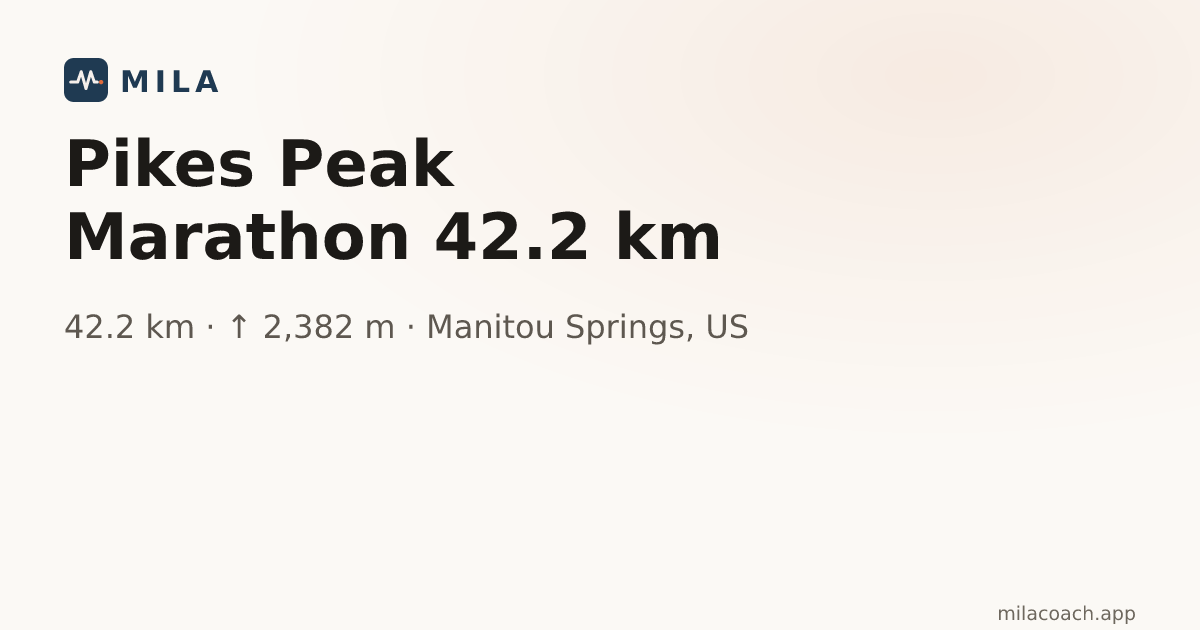 MILA
Pikes Peak
Marathon 42.2 km
42.2 km · ↑ 2,382 m · Manitou Springs, US
milacoach.app